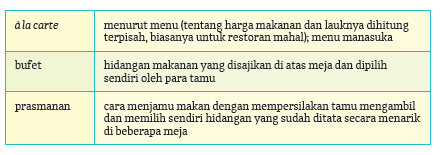 à la carte
menurut menu (tentang harga makanan dan lauknya dihitung
terpisah, biasanya untuk restoran mahal); menu manasuka
bufet
hidangan makanan yang disajikan di atas meja dan dipilih
sendiri oleh para tamu
prasmanan
cara menjamu makan dengan mempersilakan tamu mengambil
dan memilih sendiri hidangan yang sudah ditata secara menarik
di beberapa meja